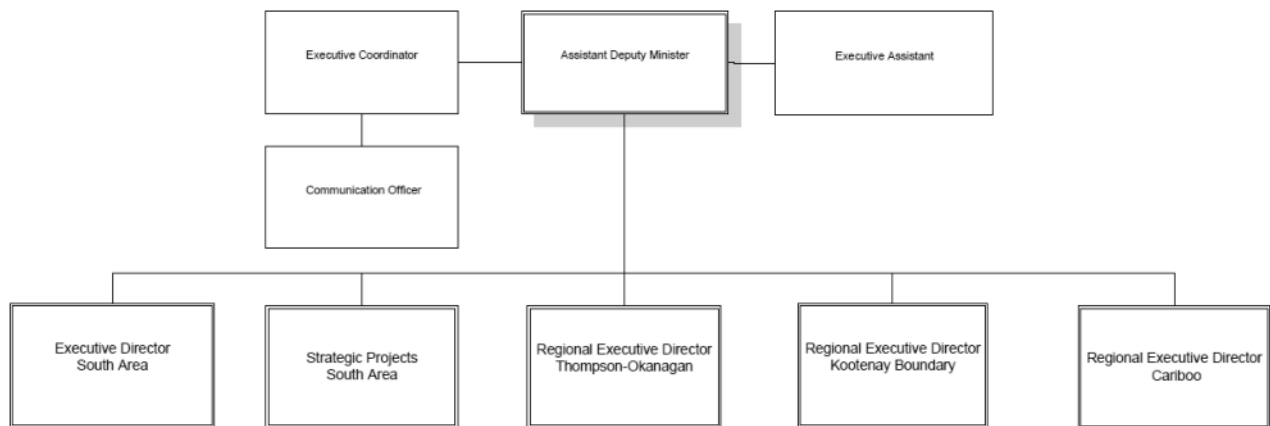 Executive Coordinator
Assistant Deputy Minister
Executive Assistant
Communication Officer
Executive Director
South Area
Strategic Projects
South Area
Regional Executive Director
Thompson-Okanagan
Regional Executive Director
Kootenay Boundary
Regional Executive Director
Cariboo